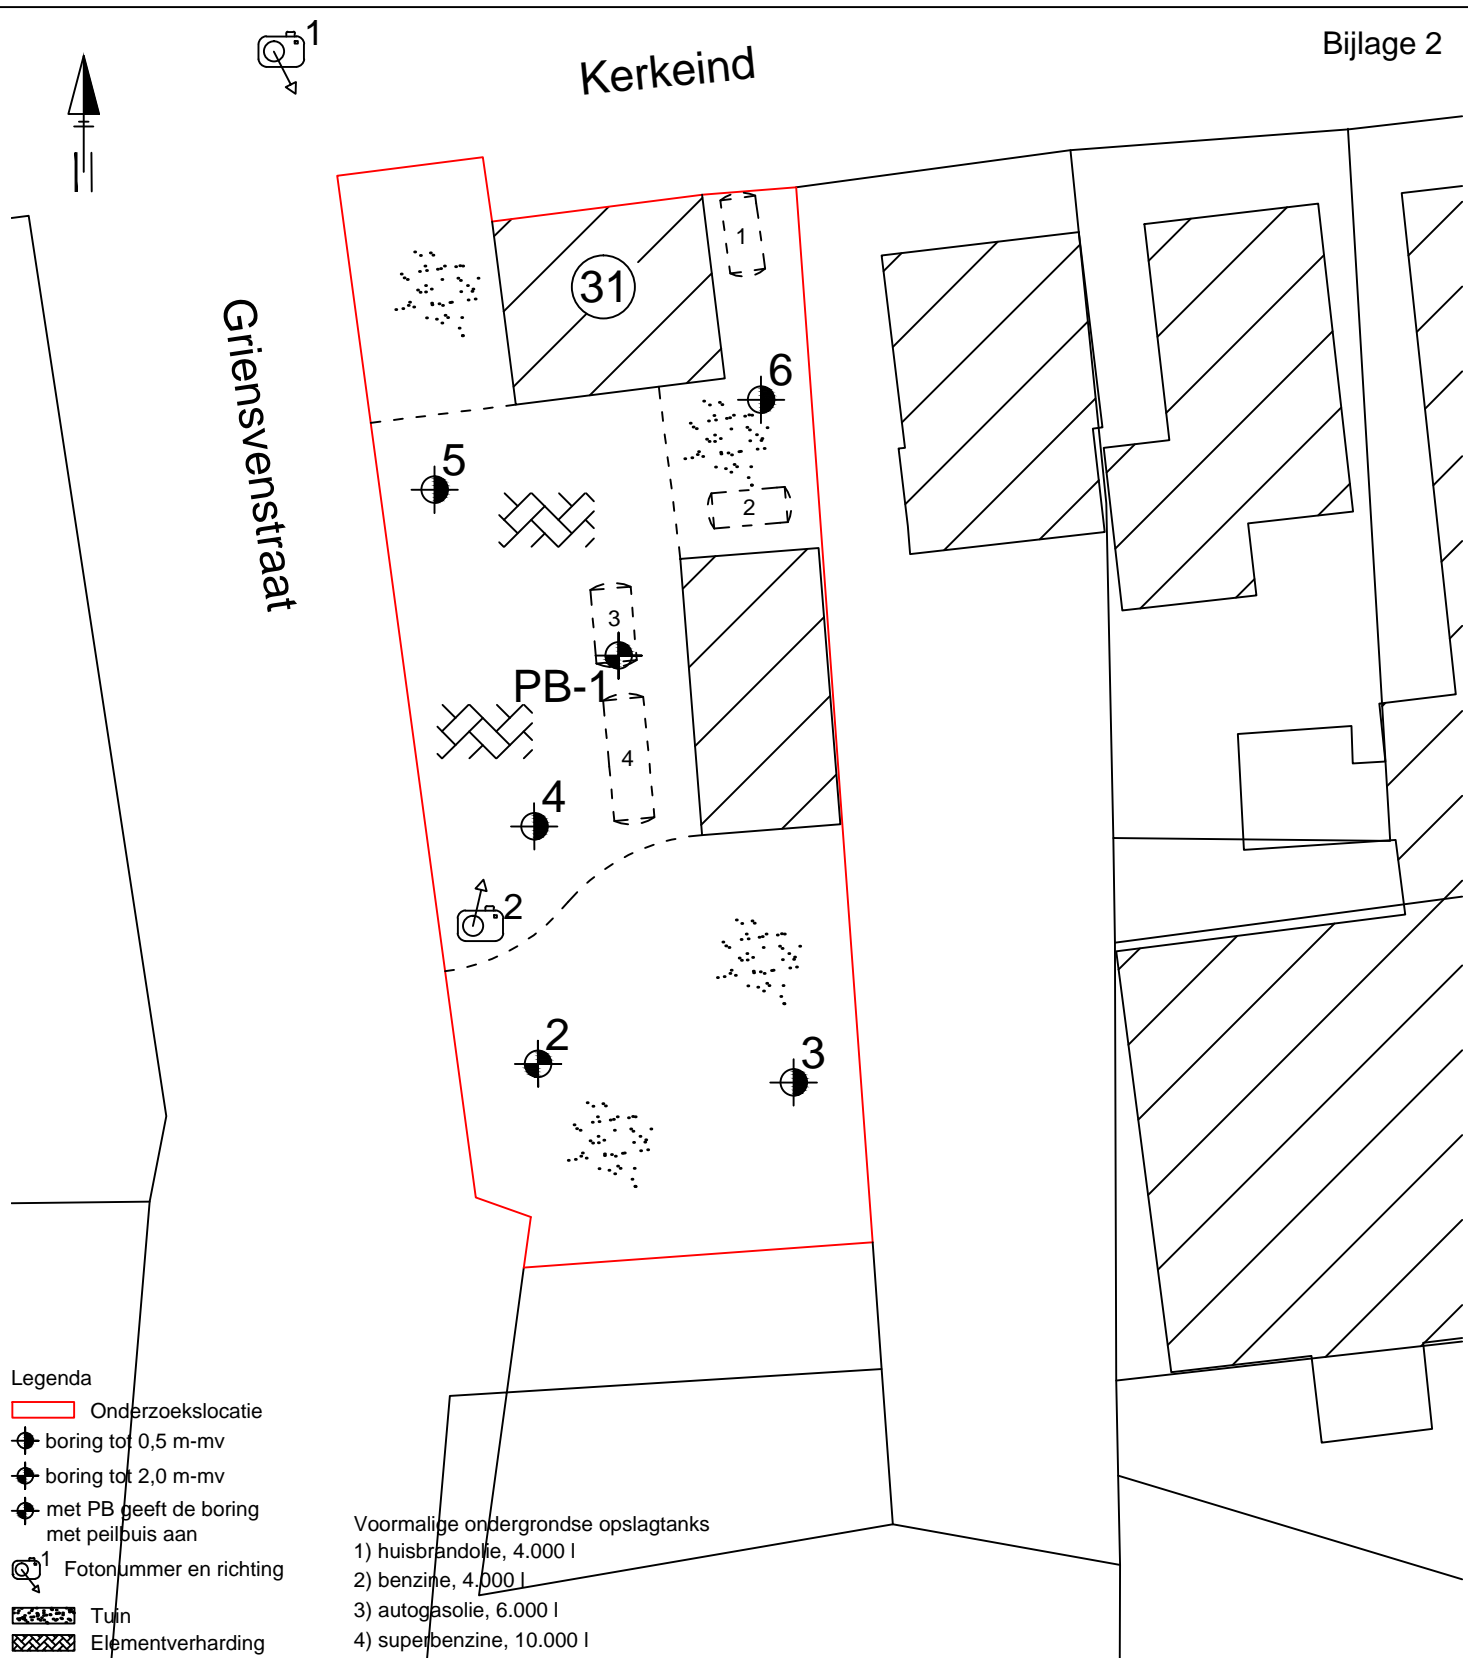 Bijlage 2
1
Kerkeind
Griensvenstraat
1
31
6
5
2
3
PB-1
4
4
2
2
3
Legenda
Onderzoekslocatie
boring tot 0,5 m-mv
boring tot 2,0 m-mv
met PB geeft de boring
met peilbuis aan
1
Fotonummer en richting
Tuin
Elementverharding
Voormalige ondergrondse opslagtanks
1) huisbrandolie, 4.000 l
2) benzine, 4.000 l
3) autogasolie, 6.000 l
4) superbenzine, 10.000 l